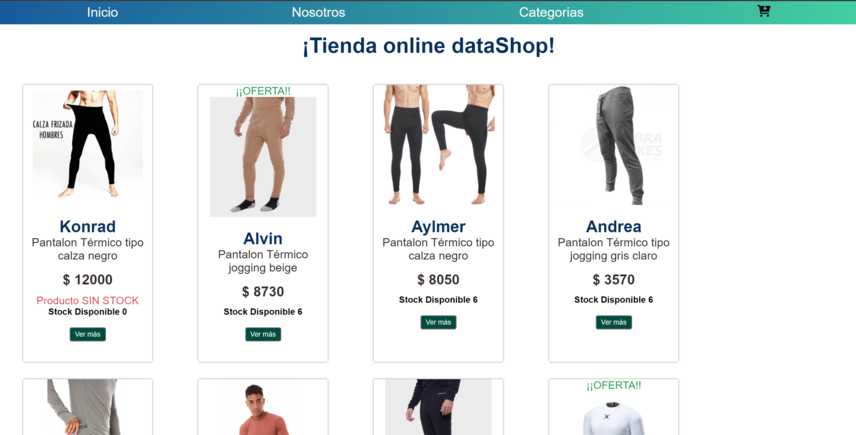 Inicio
Nosotros
Categorias
¡Tienda online dataShop!
CALZA FRIZADA
HOMBRES
Konrad
Pantalon Térmico tipo
calza negro
$ 12000
Producto SIN STOCK
Stock Disponible 0
Ver más
¡¡OFERTA!!
Alvin
Pantalon Térmico
jogging beige
$ 8730
Stock Disponible 6
Ver más
Aylmer
Pantalon Térmico tipo
calza negro
$ 8050
Stock Disponible 6
Ver más
Andrea
Pantalon Térmico tipo
jogging gris claro
$ 3570
Stock Disponible 6
Ver más
¡¡OFERTA!!